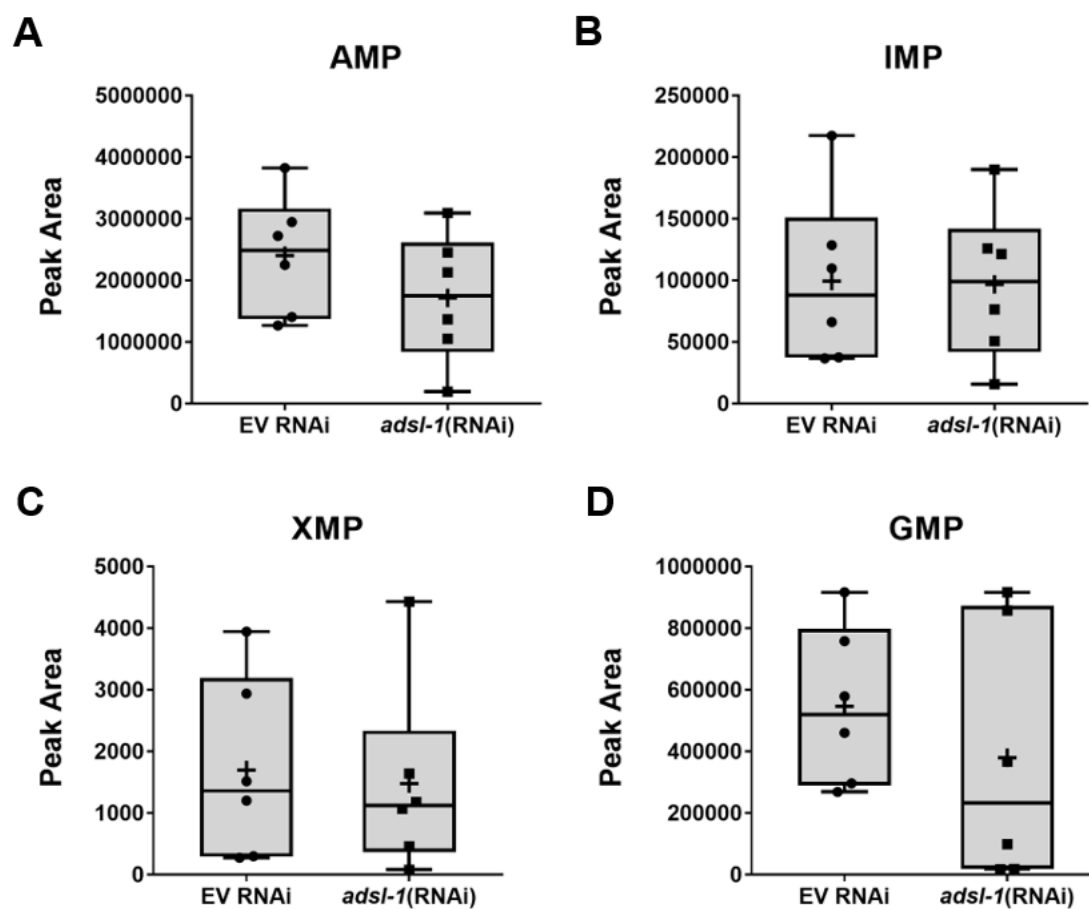 A
AMP
Peak Area
5000000
4000000
3000000
2000000
1000000
0
EV RNAi
adsl-1(RNAi)
B
IMP
Peak Area
250000
200000
150000
100000
50000
0
EV RNAi
adsl-1(RNAi)
C
XMP
Peak Area
5000
4000
3000
2000
1000
0
EV RNAi
adsl-1(RNAi)
D
GMP
Peak Area
1000000
800000
600000
400000
200000
0
EV RNAi
adsl-1(RNAi)